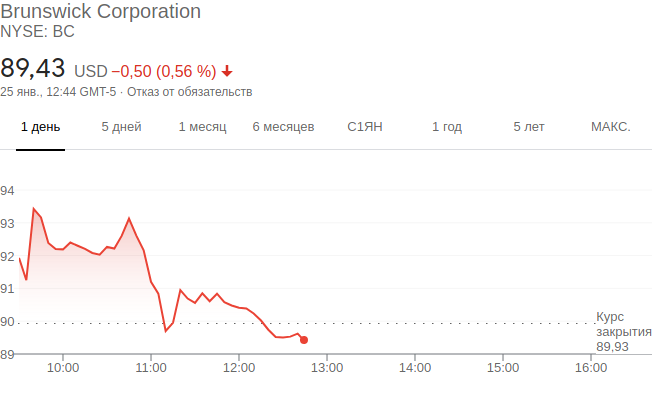 Brunswick Corporation
NYSE: BC
89,43 USD −0,50 (0,56 %)
25 янв., 12:44 GMT-5 · Отказ от обязательств
1 день 5 дней 1 месяц 6 месяцев С1ЯН 1 год 5 лет МАКС.
94
93
92
91
90
89
Курс
закрытия
89,93
10:00 11:00 12:00 13:00 14:00 15:00 16:00